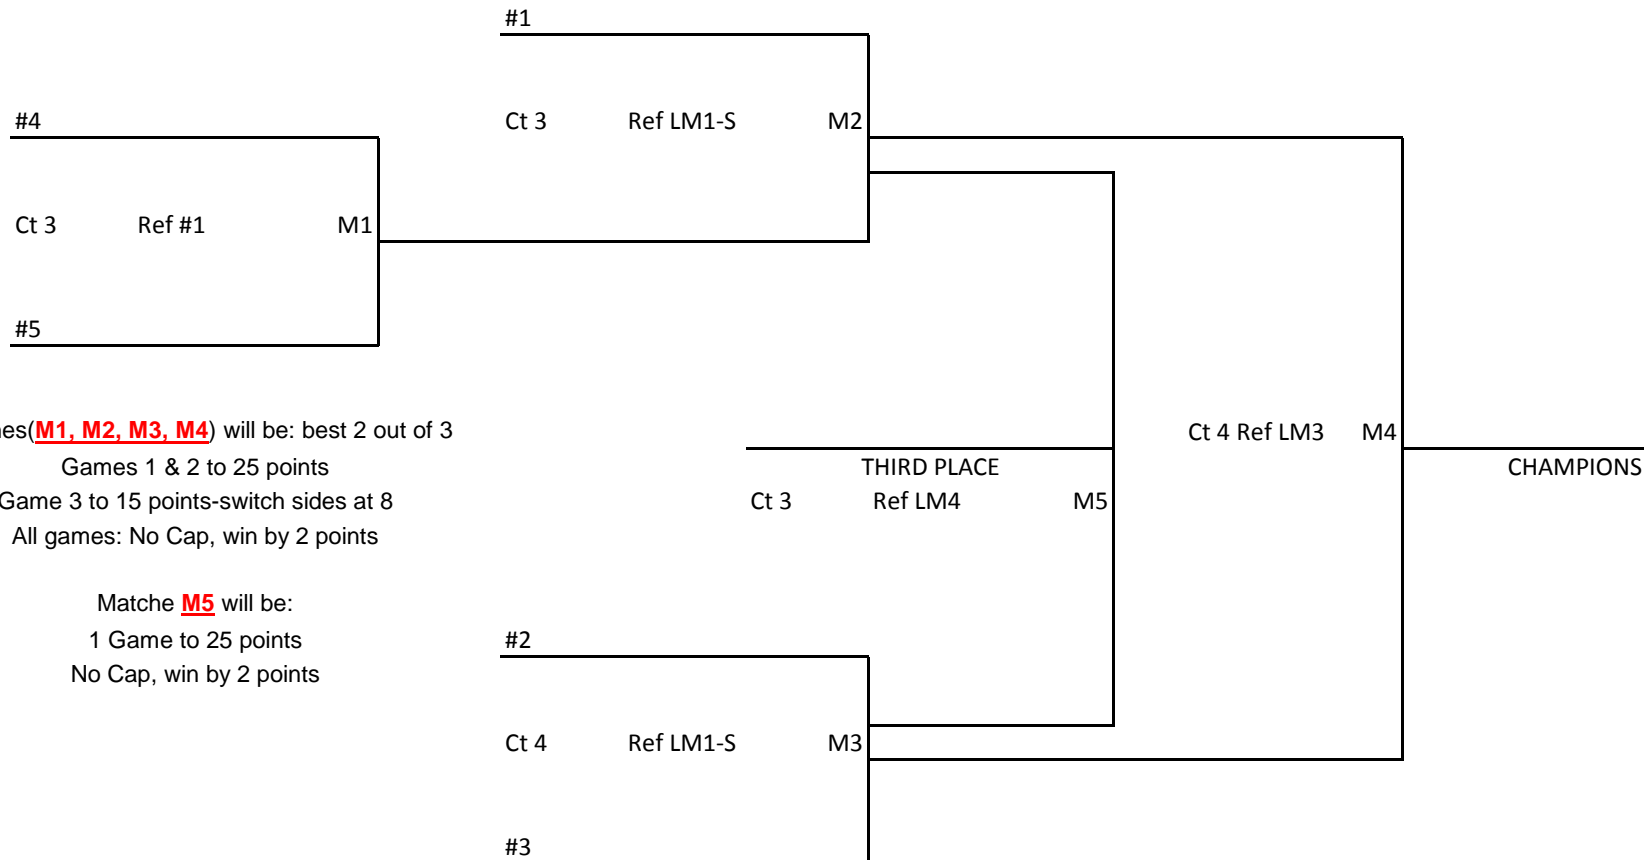 #1
#4
Ct 3 Ref LM1-S M2
Ct 3 Ref #1 M1
#5
(M1, M2, M3, M4) will be: best 2 out of 3
Games 1 & 2 to 25 points
Game 3 to 15 points-switch sides at 8
All games: No Cap, win by 2 points
Ct 4 Ref LM3 M4
THIRD PLACE
CHAMPIONS
Ct 3 Ref LM4 M5
Matche M5 will be:
1 Game to 25 points
No Cap, win by 2 points
#2
Ct 4 Ref LM1-S M3
#3